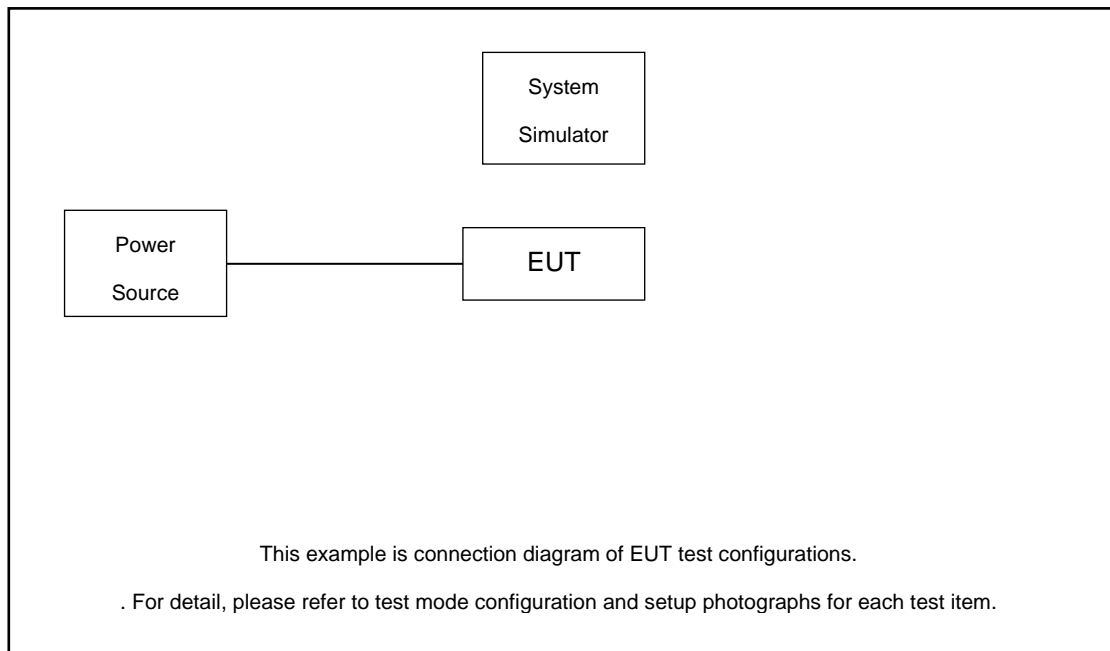 System
Simulator
Power
Source
EUT
This example is connection diagram of EUT test configurations.
. For detail, please refer to test mode configuration and setup photographs for each test item.